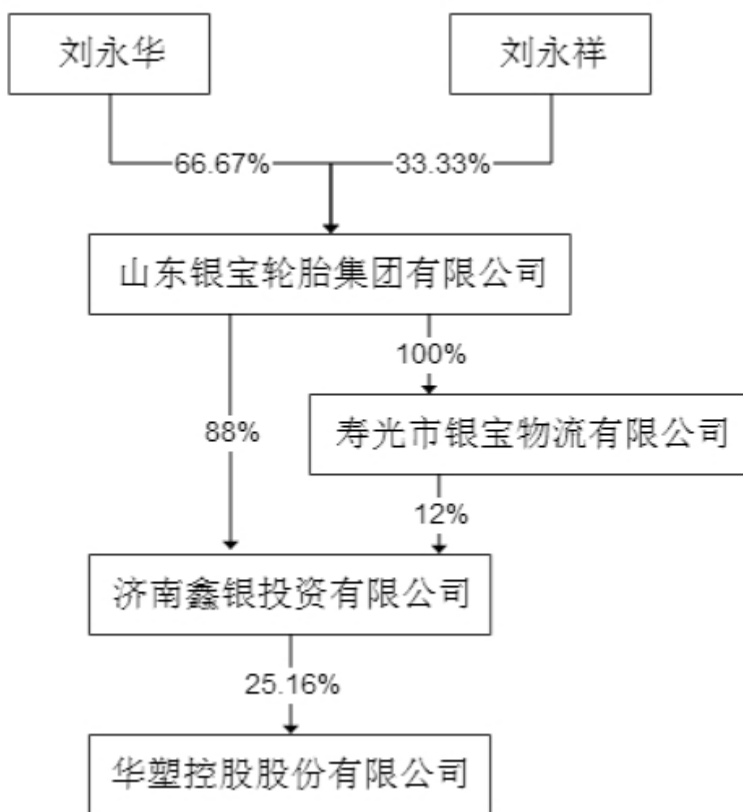 刘永华
刘永祥
66.67%
33.33%
山东银宝轮胎集团有限公司
100%
88%
寿光市银宝物流有限公司
12%
济南鑫银投资有限公司
25.16%
华塑控股股份有限公司